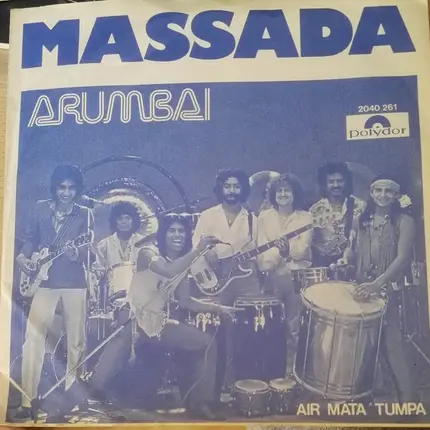 MASSADA
ARUMBAI
2040 261
polydor
AIR MATA TUMPA